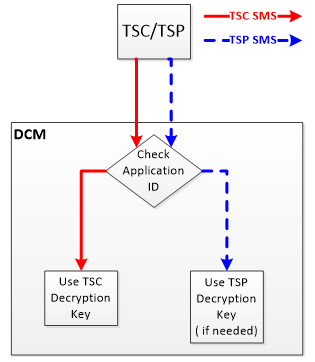 TSC/TSP
TSC SMS
TSP SMS
DCM
Check
Application
ID
Use TSC
Decryption
Key
Use TSP
Decryption
Key
( if needed)